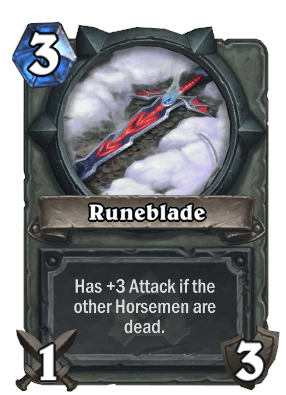 3
Runeblade
Has +3 Attack if the
other Horsemen are
dead.
1
3